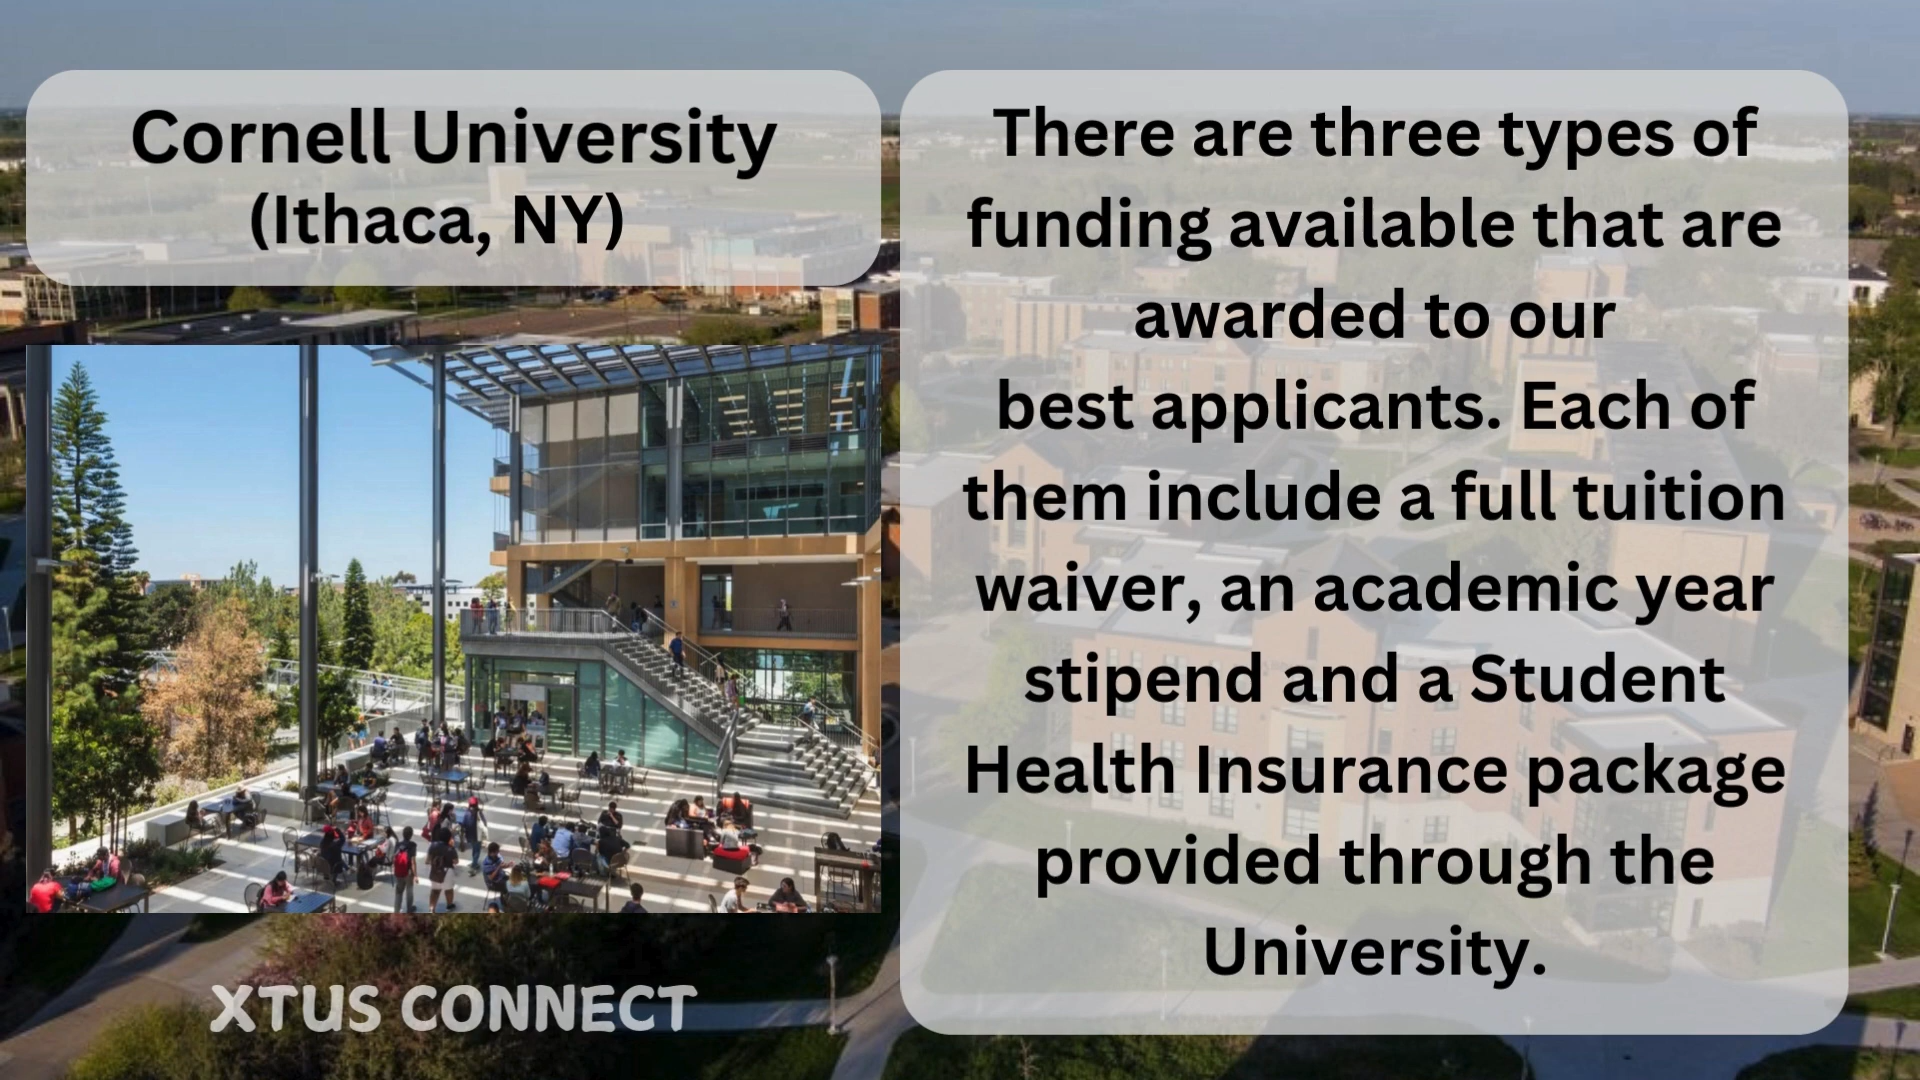 Cornell University
(Ithaca, NY)
There are three types of
funding available that are
awarded to our
best applicants. Each of
them include a full tuition
waiver, an academic year
stipend and a Student
Health Insurance package
provided through the
University.
XTUS CONNECT